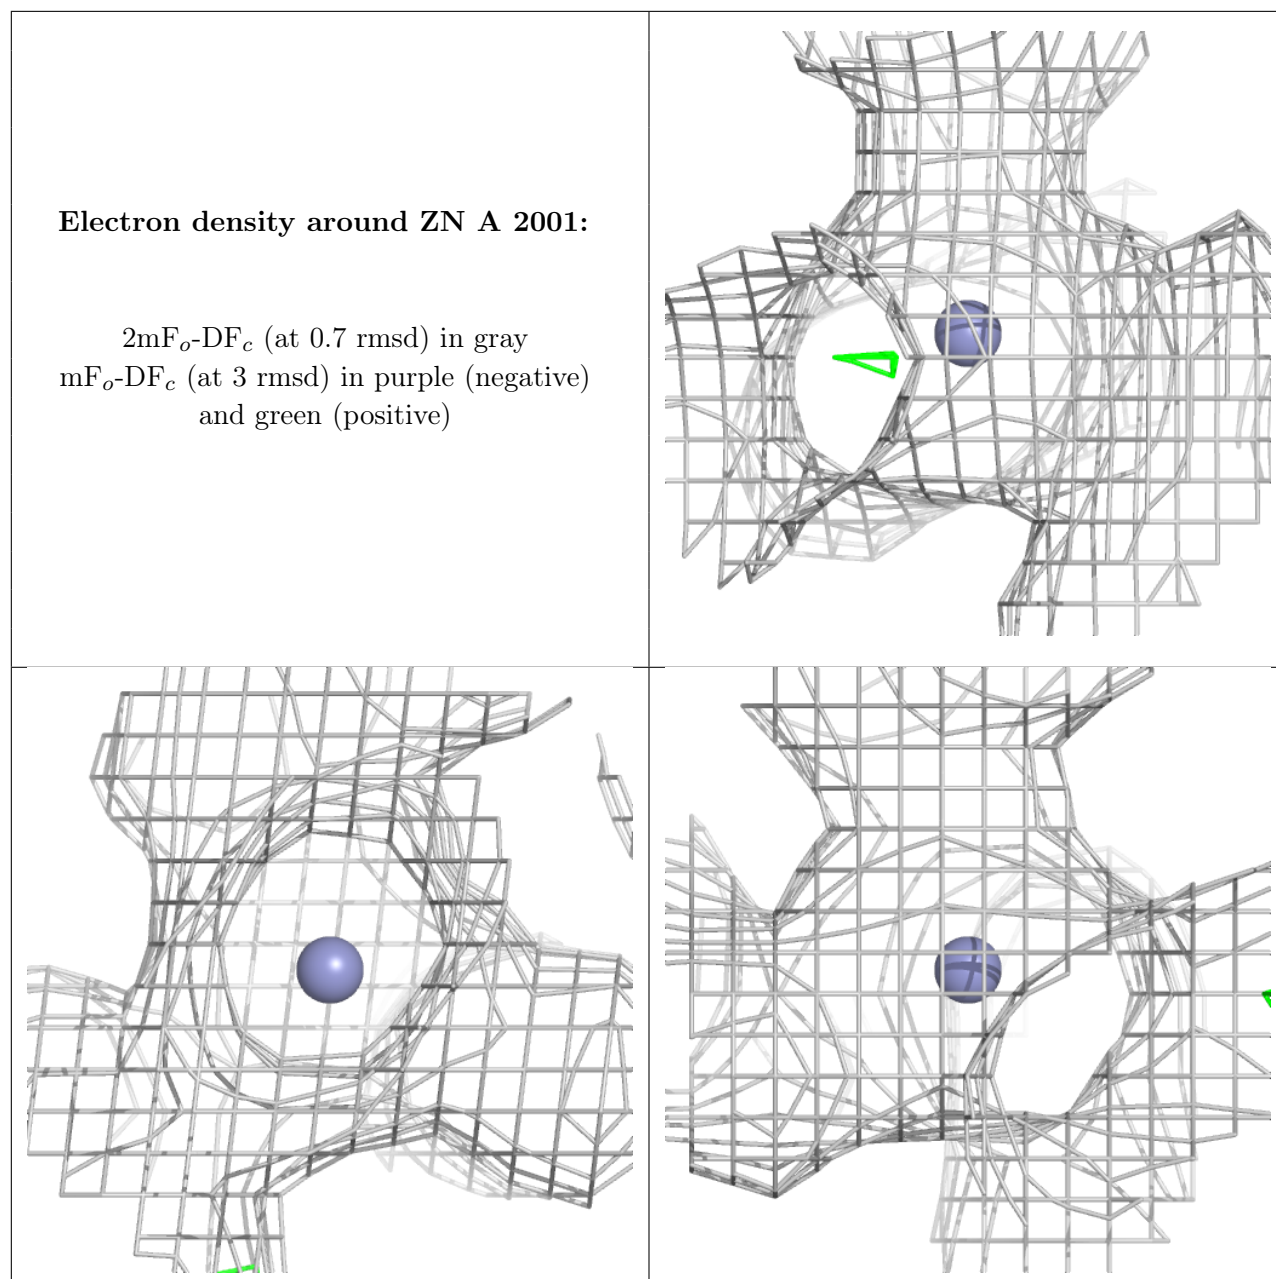 Electron density around ZN A 2001:
2mFo-DFc (at 0.7 rmsd) in gray
mFo-DFc (at 3 rmsd) in purple (negative)
and green (positive)